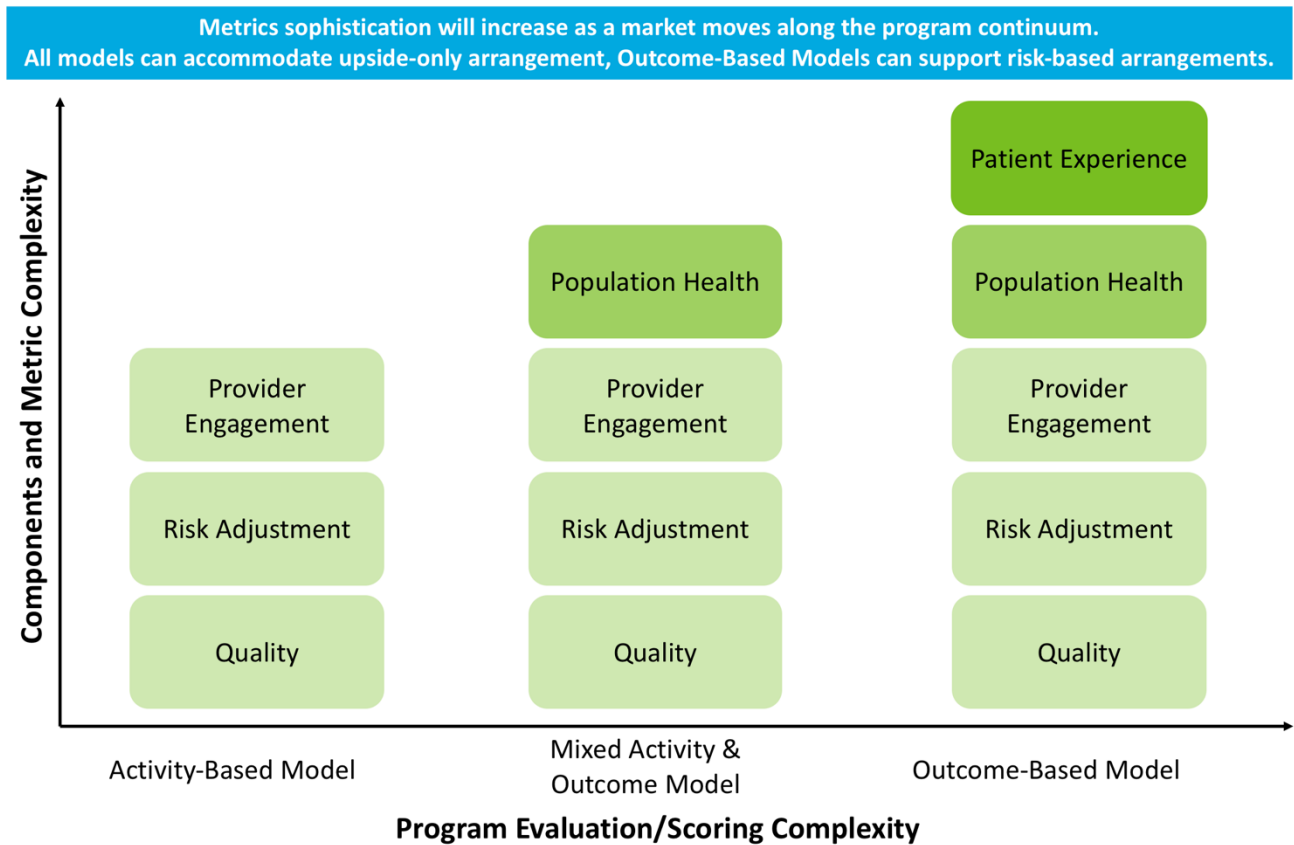 Metrics sophistication will increase as a market moves along the program continuum.
All models can accommodate upside-only arrangement, Outcome-Based Models can support risk-based arrangements.
Components and Metric Complexity
Patient Experience
Population Health
Population Health
Provider
Engagement
Provider
Engagement
Provider
Engagement
Risk Adjustment
Risk Adjustment
Risk Adjustment
Quality
Quality
Quality
Activity-Based Model
Mixed Activity &
Outcome Model
Outcome-Based Model
Program Evaluation/Scoring Complexity